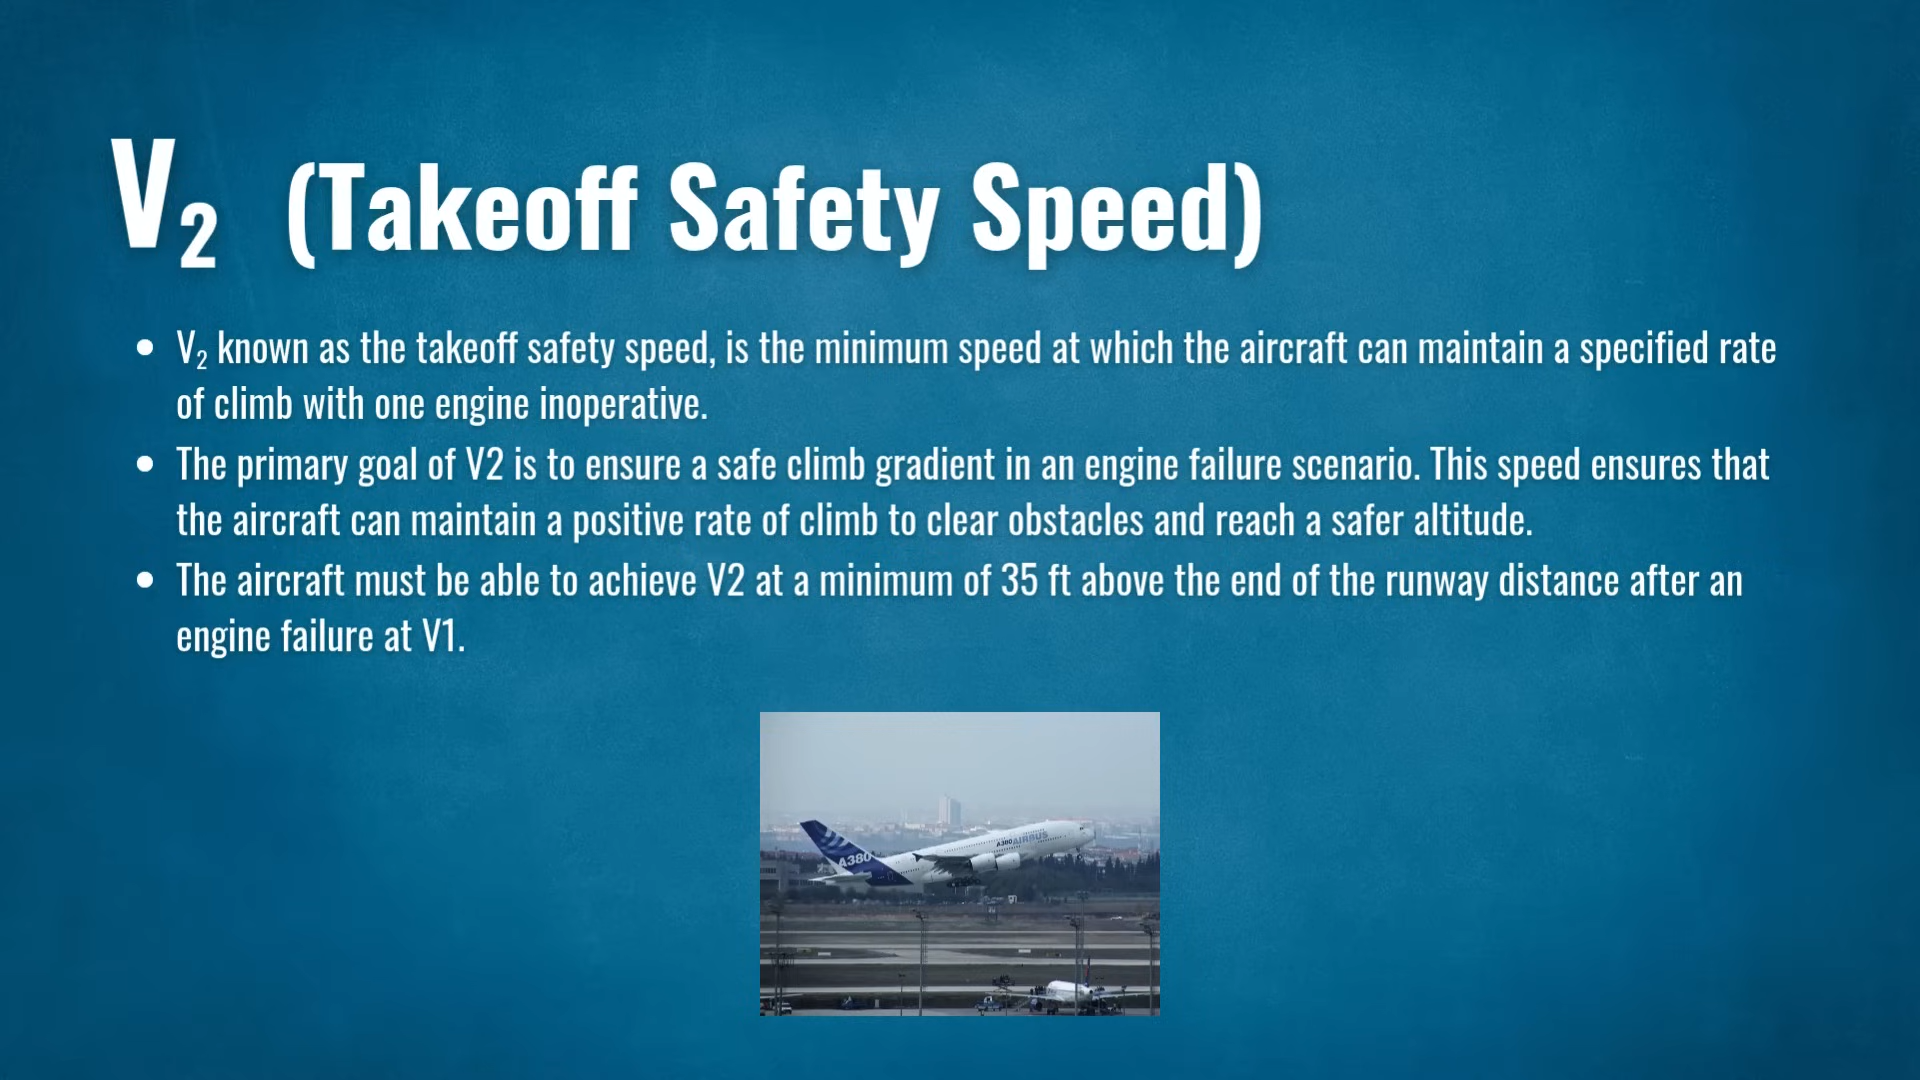 V₂ (Takeoff Safety Speed)
• V₂ known as the takeoff safety speed, is the minimum speed at which the aircraft can maintain a specified rate
of climb with one engine inoperative.
• The primary goal of V2 is to ensure a safe climb gradient in an engine failure scenario. This speed ensures that
the aircraft can maintain a positive rate of climb to clear obstacles and reach a safer altitude.
• The aircraft must be able to achieve V2 at a minimum of 35 ft above the end of the runway distance after an
engine failure at V1.
A380 AIRBUS
A380